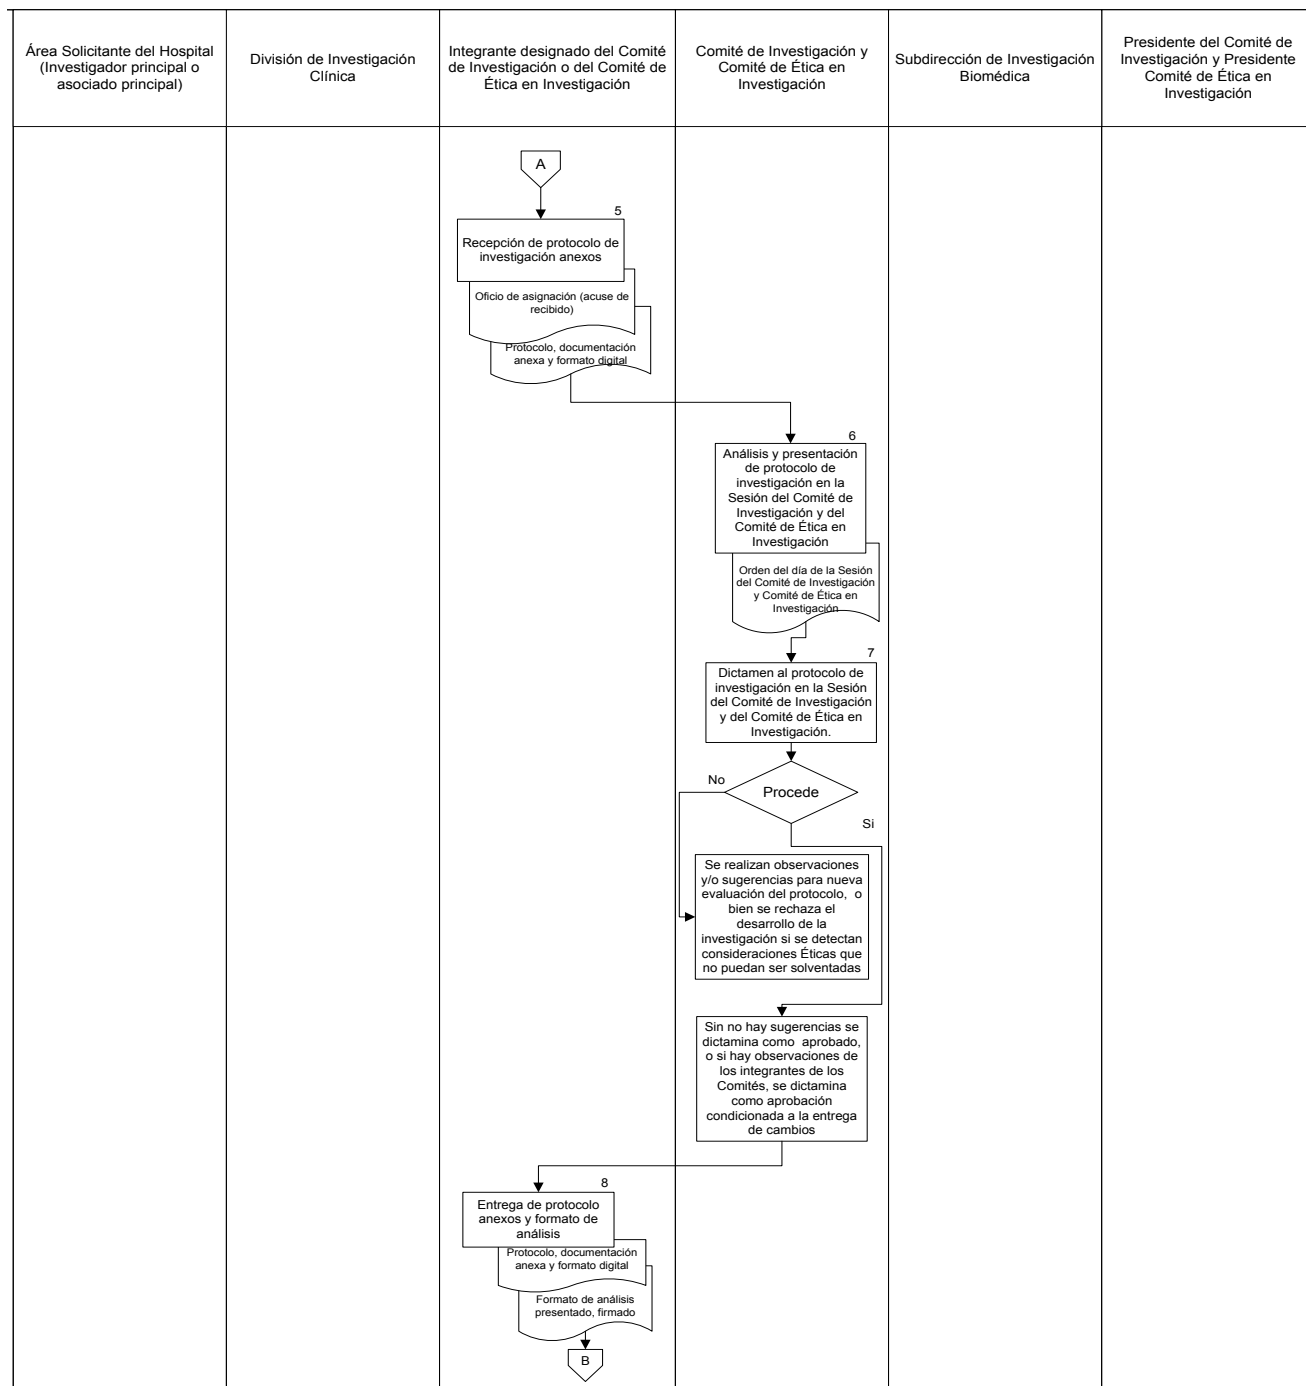 Área Solicitante del Hospital
(Investigador principal o
asociado principal)
División de Investigación
Clínica
Integrante designado del Comité
de Investigación o del Comité de
Ética en Investigación
Comité de Investigación y
Comité de Ética en
Investigación
Subdirección de Investigación
Biomédica
Presidente del Comité de
Investigación y Presidente
Comité de Ética en
Investigación
A
5
Recepción de protocolo de
investigación anexos
Oficio de asignación (acuse de
recibido)
Protocolo, documentación
anexa y formato digital
6
Análisis y presentación
de protocolo de
investigación en la
Sesión del Comité de
Investigación y del
Comité de Ética en
Investigación
Orden del día de la Sesión
del Comité de Investigación
y Comité de Ética en
Investigación
7
Dictamen al protocolo de
investigación en la Sesión
del Comité de Investigación
y del Comité de Ética en
Investigación.
No
Procede
Si
Se realizan observaciones
y/o sugerencias para nueva
evaluación del protocolo, o
bien se rechaza el
desarrollo de la
investigación si se detectan
consideraciones Éticas que
no puedan ser solventadas
Sin no hay sugerencias se
dictamina como aprobado,
o si hay observaciones de
los integrantes de los
Comités, se dictamina
como aprobación
condicionada a la entrega
de cambios
8
Entrega de protocolo
anexos y formato de
análisis
Protocolo, documentación
anexa y formato digital
Formato de análisis
presentado, firmado
B